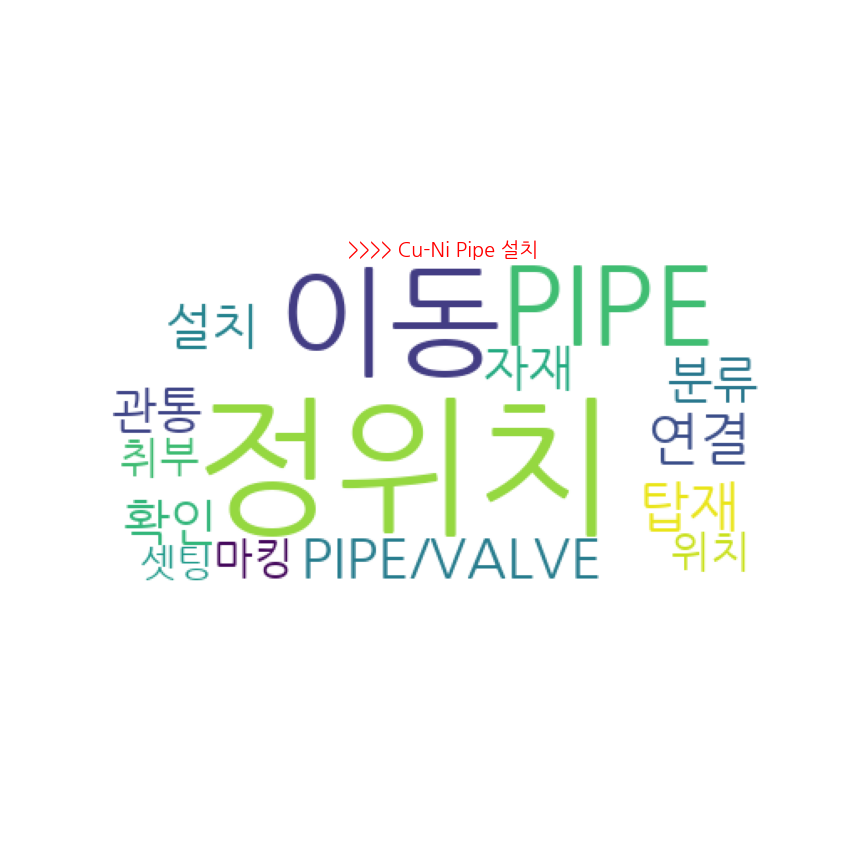 >>>> Cu-Ni Pipe 설치
이동 PIPE
설치
자재
분류
관통
정위치
연결
취부
탑재
확인
위치
셋팅 마킹 PIPE/VALVE